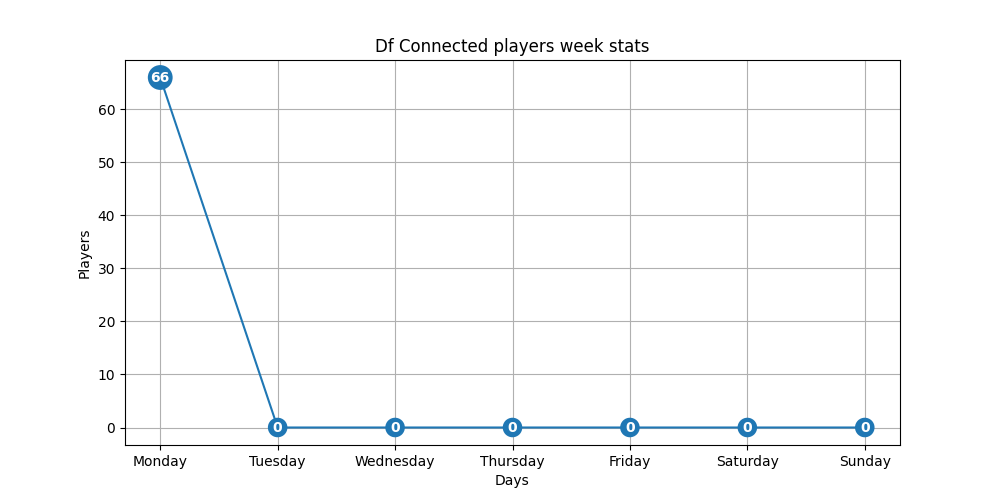 Df Connected players week stats
66
60
50
40
30
20
10
0
Players
0 0 0 0 0 0
Monday Tuesday Wednesday Thursday Friday Saturday Sunday
Days